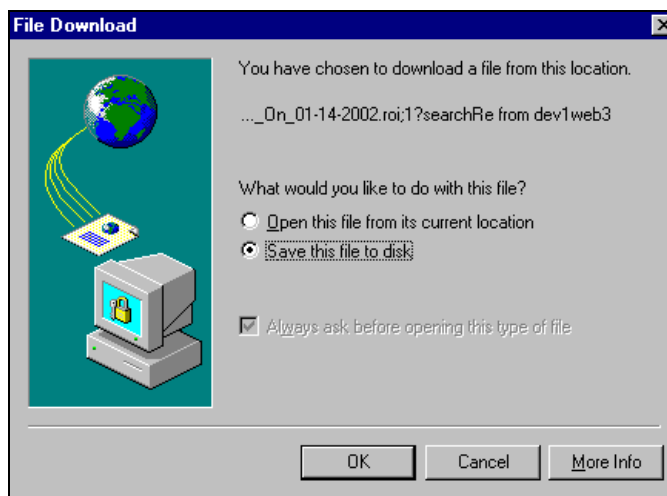 File Download
You have chosen to download a file from this location.
..._On_01-14-2002.roi;1?searchRe from dev1web3
What would you like to do with this file?
Open this file from its current location
Save this file to disk
Always ask before opening this type of file
OK
Cancel
More Info